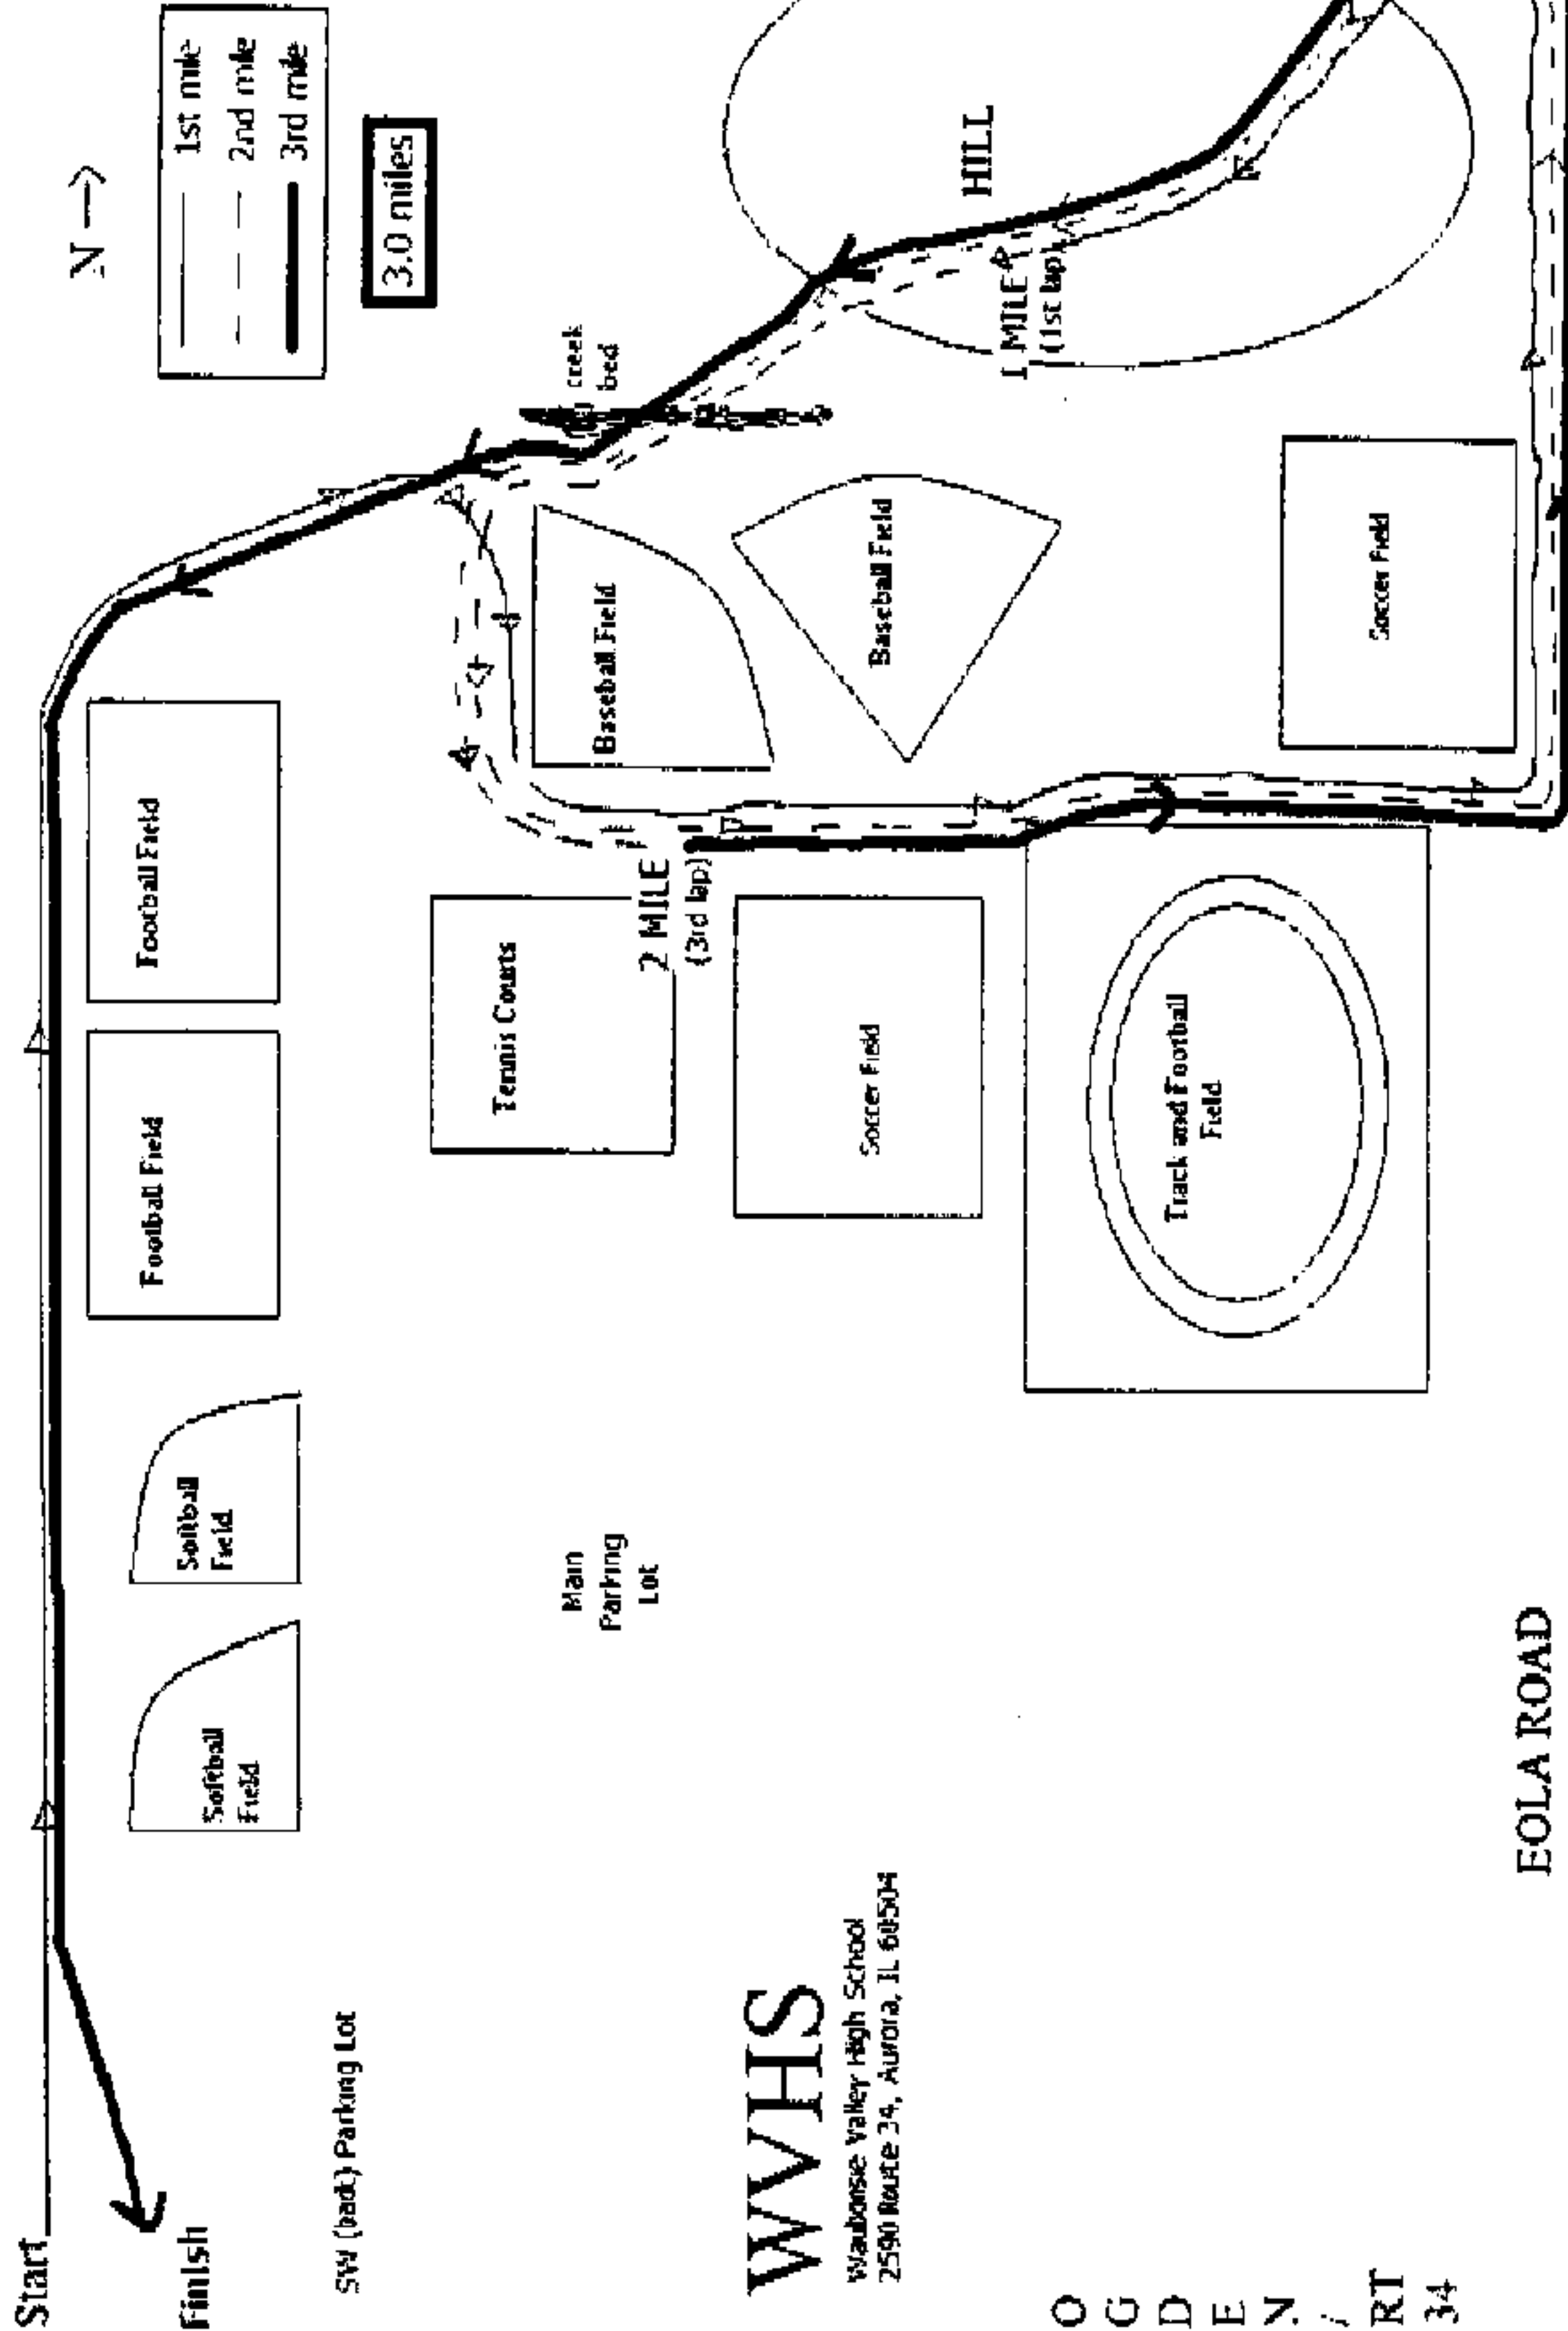 Start
Finish
SW (back) Parking Lot
WVHS
Waubonsie Valley High School
2590 Route 34, Aurora, IL 60504
O
G
D
E
N
/
RT
34
Softball
Field
Softball
Field
Football Field
Football Field
Main
Parking
Lot
Tennis Courts
2 MILE
(3rd lap)
Soccer Field
Track and Football
Field
EOLA ROAD
Baseball Field
Baseball Field
Soccer Field
creek
bed
1 MILE
(1st lap)
HILL
N
1st mile
2nd mile
3rd mile
3.0 miles